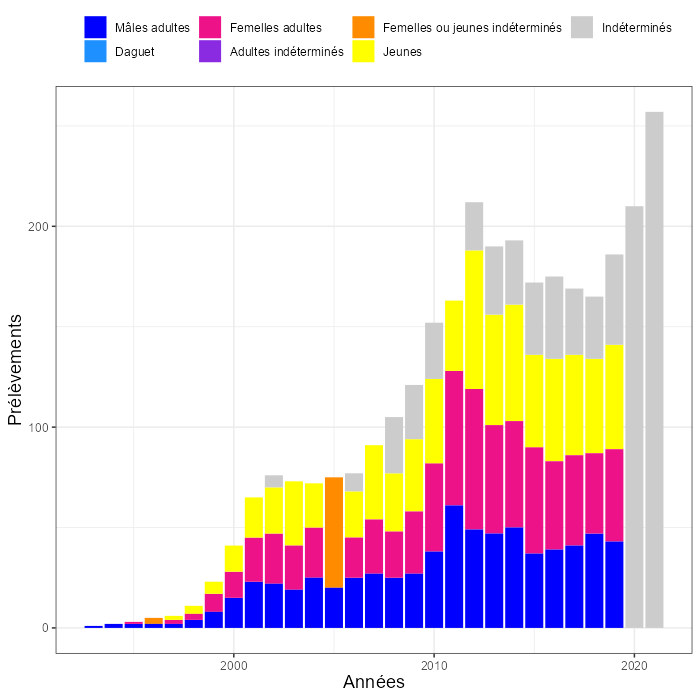 Mâles adultes Femelles adultes Femelles ou jeunes indéterminés Indéterminés
Daguet Adultes indéterminés Jeunes
200
100
0
Prélèvements
2000 2010 2020
Années